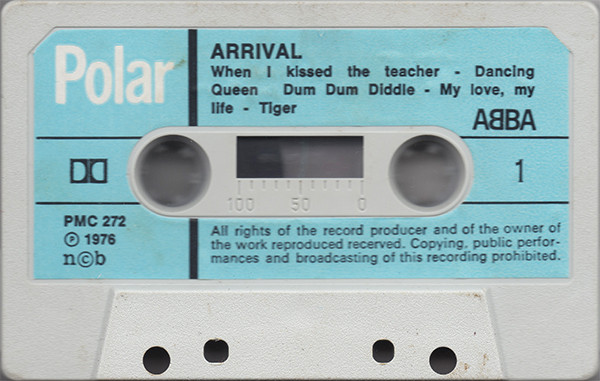 Polar
ARRIVAL
When I kissed the teacher - Dancing
Queen Dum Dum Diddle - My love, my
life - Tiger
ABBA
1
100 50 0
PMC 272
Ⓟ 1976
n©b
All rights of the record producer and of the owner of
the work reproduced recerved. Copying, public perfor-
mances and broadcasting of this recording prohibited.